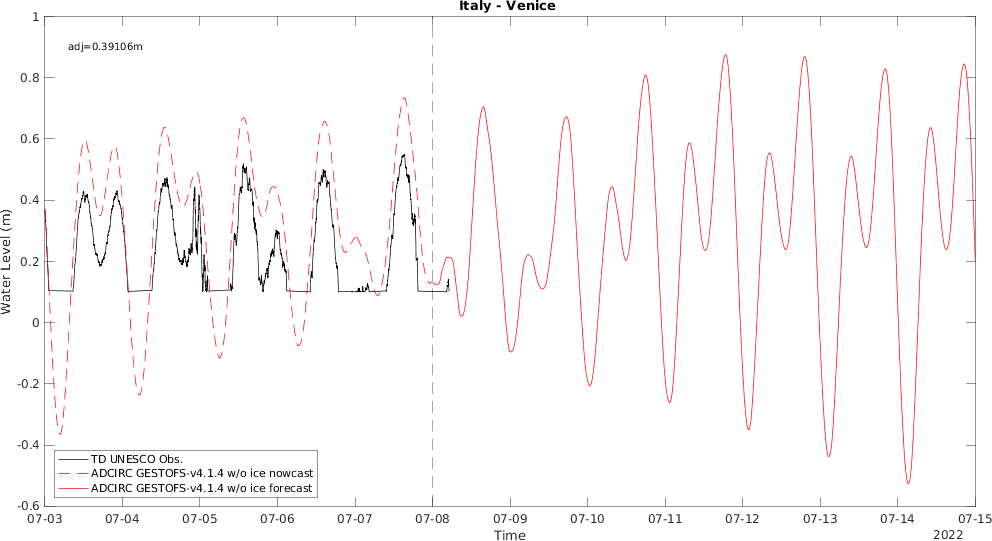 Italy - Venice
adj=0.39106m
1
0.8
0.6
0.4
0.2
0
-0.2
-0.4
-0.6
Water Level (m)
TD UNESCO Obs.
ADCIRC GESTOFS-v4.1.4 w/o ice nowcast
ADCIRC GESTOFS-v4.1.4 w/o ice forecast
07-03 07-04 07-05 07-06 07-07 07-08 07-09 07-10 07-11 07-12 07-13 07-14 07-15
Time
2022